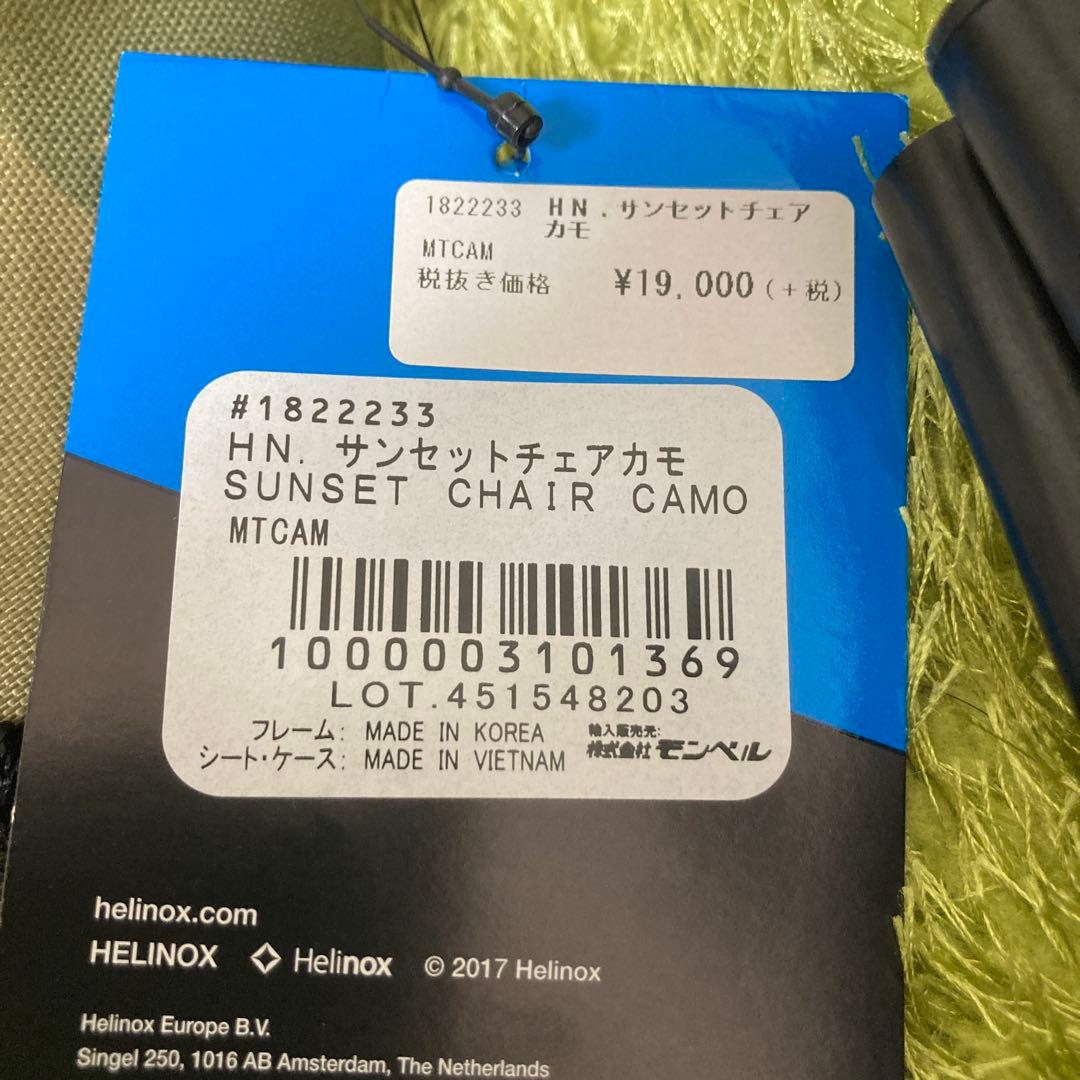 1822233 HN.サンセットチェア
カモ
MTCAM
税抜き価格 ¥19,000(+税)
#1822233
HN.サンセットチェアカモ
SUNSET CHAIR CAMO
MTCAM
1000003101369
LOT.451548203
フレーム: MADE IN KOREA
シート・ケース: MADE IN VIETNAM
輸入販売元:
株式会社モンベル
helinox.com
HELINOX Helinox © 2017 Helinox
Helinox Europe B.V.
Singel 250, 1016 AB Amsterdam, The Netherlands